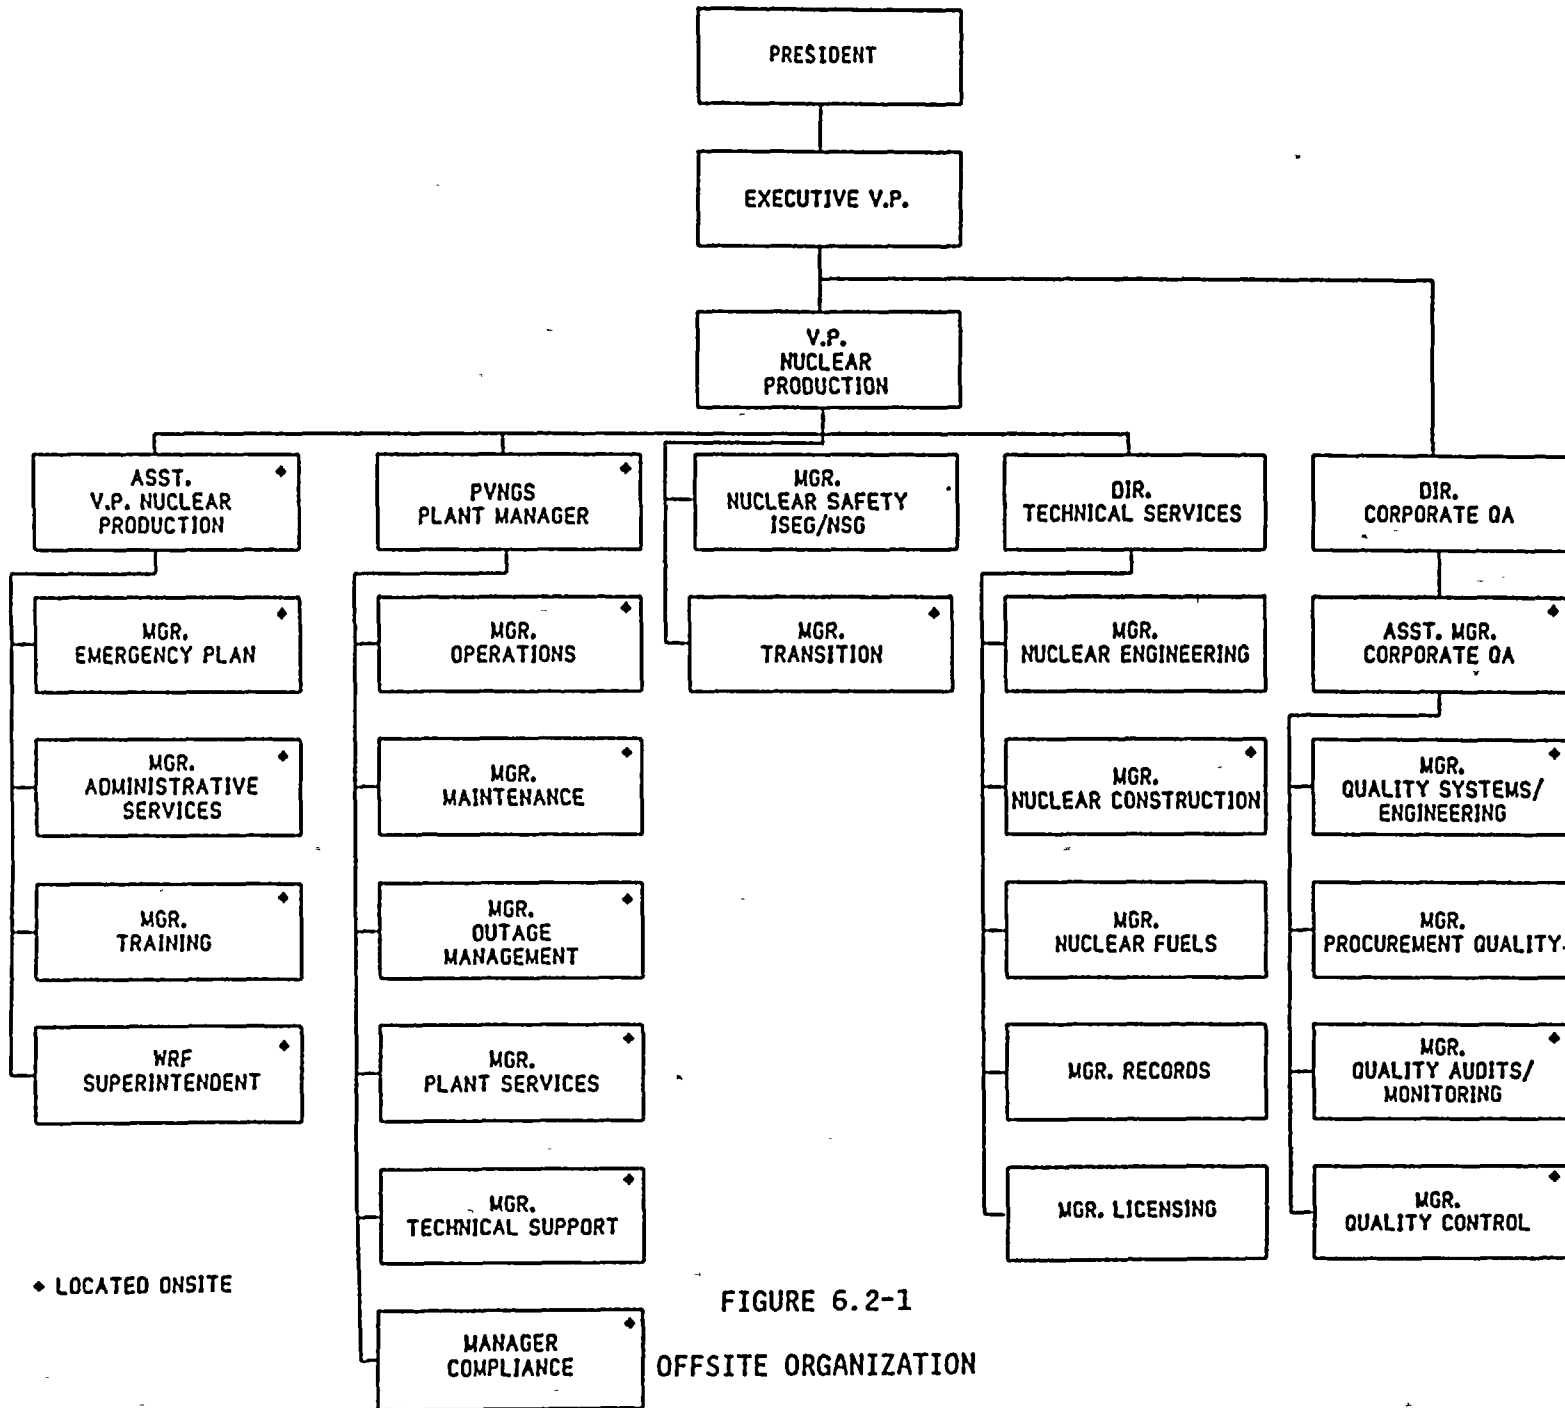 PRESIDENT
EXECUTIVE V.P.
V.P.
NUCLEAR
PRODUCTION
ASST.
V.P. NUCLEAR
PRODUCTION
◆
PVNGS
PLANT MANAGER
◆
MGR.
NUCLEAR SAFETY
ISEG/NSG
DIR.
TECHNICAL SERVICES
DIR.
CORPORATE QA
MGR.
EMERGENCY PLAN
◆
MGR.
OPERATIONS
◆
MGR.
TRANSITION
◆
MGR.
NUCLEAR ENGINEERING
ASST. MGR.
CORPORATE QA
◆
MGR.
ADMINISTRATIVE
SERVICES
◆
MGR.
MAINTENANCE
◆
MGR.
NUCLEAR CONSTRUCTION
◆
MGR.
QUALITY SYSTEMS/
ENGINEERING
◆
MGR.
TRAINING
◆
MGR.
OUTAGE
MANAGEMENT
◆
MGR.
NUCLEAR FUELS
MGR.
PROCUREMENT QUALITY
WRF
SUPERINTENDENT
◆
MGR.
PLANT SERVICES
◆
MGR. RECORDS
MGR.
QUALITY AUDITS/
MONITORING
◆
MGR.
TECHNICAL SUPPORT
◆
MGR. LICENSING
MGR.
QUALITY CONTROL
◆
◆ LOCATED ONSITE
MANAGER
COMPLIANCE
◆
FIGURE 6.2-1
OFFSITE ORGANIZATION